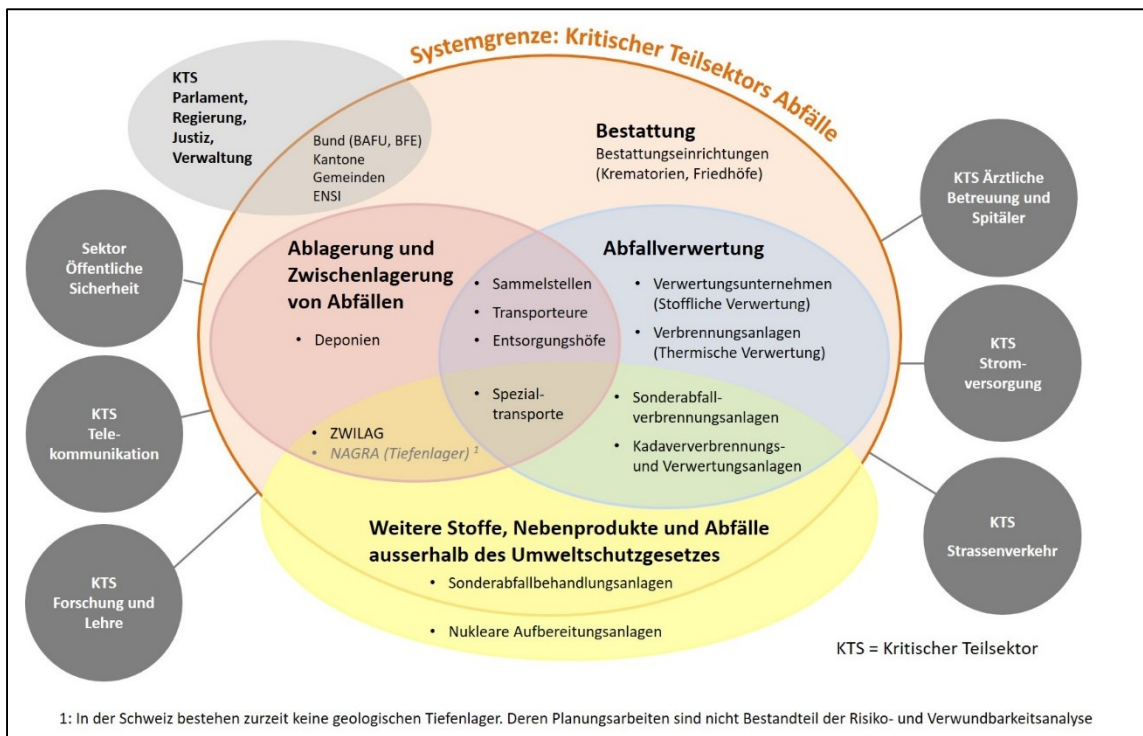 Systemgrenze: Kritischer Teilsektors Abfälle
KTS
Parlament,
Regierung,
Justiz,
Verwaltung
Bund (BAFU, BFE)
Kantone
Gemeinden
ENSI
Bestattung
Bestattungseinrichtungen
(Krematorien, Friedhöfe)
Sektor
Öffentliche
Sicherheit
KTS
Tele-
kommunikation
KTS
Forschung und
Lehre
Ablagerung und
Zwischenlagerung
von Abfällen
• Deponien
• Sammelstellen
• Transporteure
• Entsorgungshöfe
• Spezial-
transporte
Abfallverwertung
• Verwertungsunternehmen
(Stoffliche Verwertung)
• Verbrennungsanlagen
(Thermische Verwertung)
• Sonderabfall-
verbrennungsanlagen
• Kadaververbrennungs-
und Verwertungsanlagen
• ZWILAG
• NAGRA (Tiefenlager) 1
Weitere Stoffe, Nebenprodukte und Abfälle
ausserhalb des Umweltschutzgesetzes
• Sonderabfallbehandlungsanlagen
• Nukleare Aufbereitungsanlagen
KTS Ärztliche
Betreuung und
Spitäler
KTS
Strom-
versorgung
KTS
Strassenverkehr
KTS = Kritischer Teilsektor
1: In der Schweiz bestehen zurzeit keine geologischen Tiefenlager. Deren Planungsarbeiten sind nicht Bestandteil der Risiko- und Verwundbarkeitsanalyse